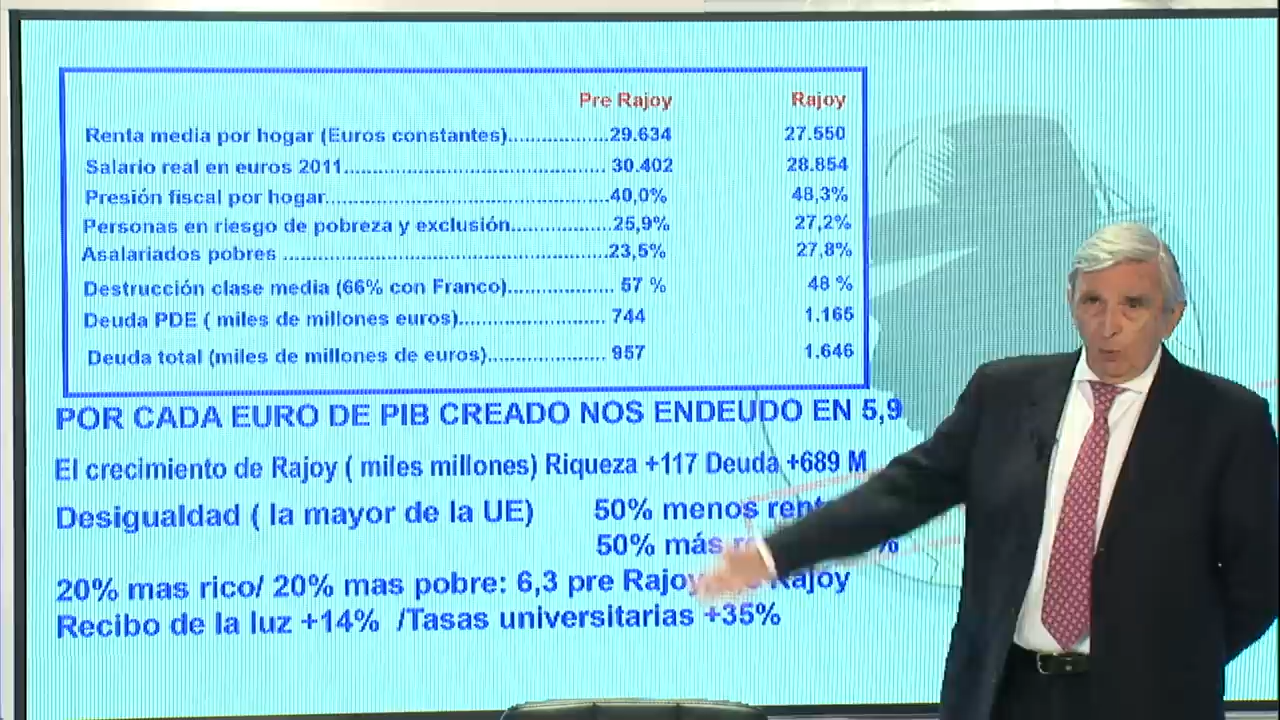 Pre Rajoy Rajoy
Renta media por hogar (Euros constantes)..................29.634 27.550
Salario real en euros 2011.............................................. 30.402 28.854
Presión fiscal por hogar..................................................40,0% 48,3%
Personas en riesgo de pobreza y exclusión..................25,9% 27,2%
Asalariados pobres .........................................................23,5% 27,8%
Destrucción clase media (66% con Franco)................... 57 % 48 %
Deuda PDE ( miles de millones euros).......................... 744 1.165
Deuda total (miles de millones de euros)..................... 957 1.646
POR CADA EURO DE PIB CREADO NOS ENDEUDO EN 5,9
El crecimiento de Rajoy ( miles millones) Riqueza +117 Deuda +689 M
Desigualdad ( la mayor de la UE) 50% menos
50% más %
20% mas rico/ 20% mas pobre: 6,3 pre Rajoy Rajoy
Recibo de la luz +14% /Tasas universitarias +35%